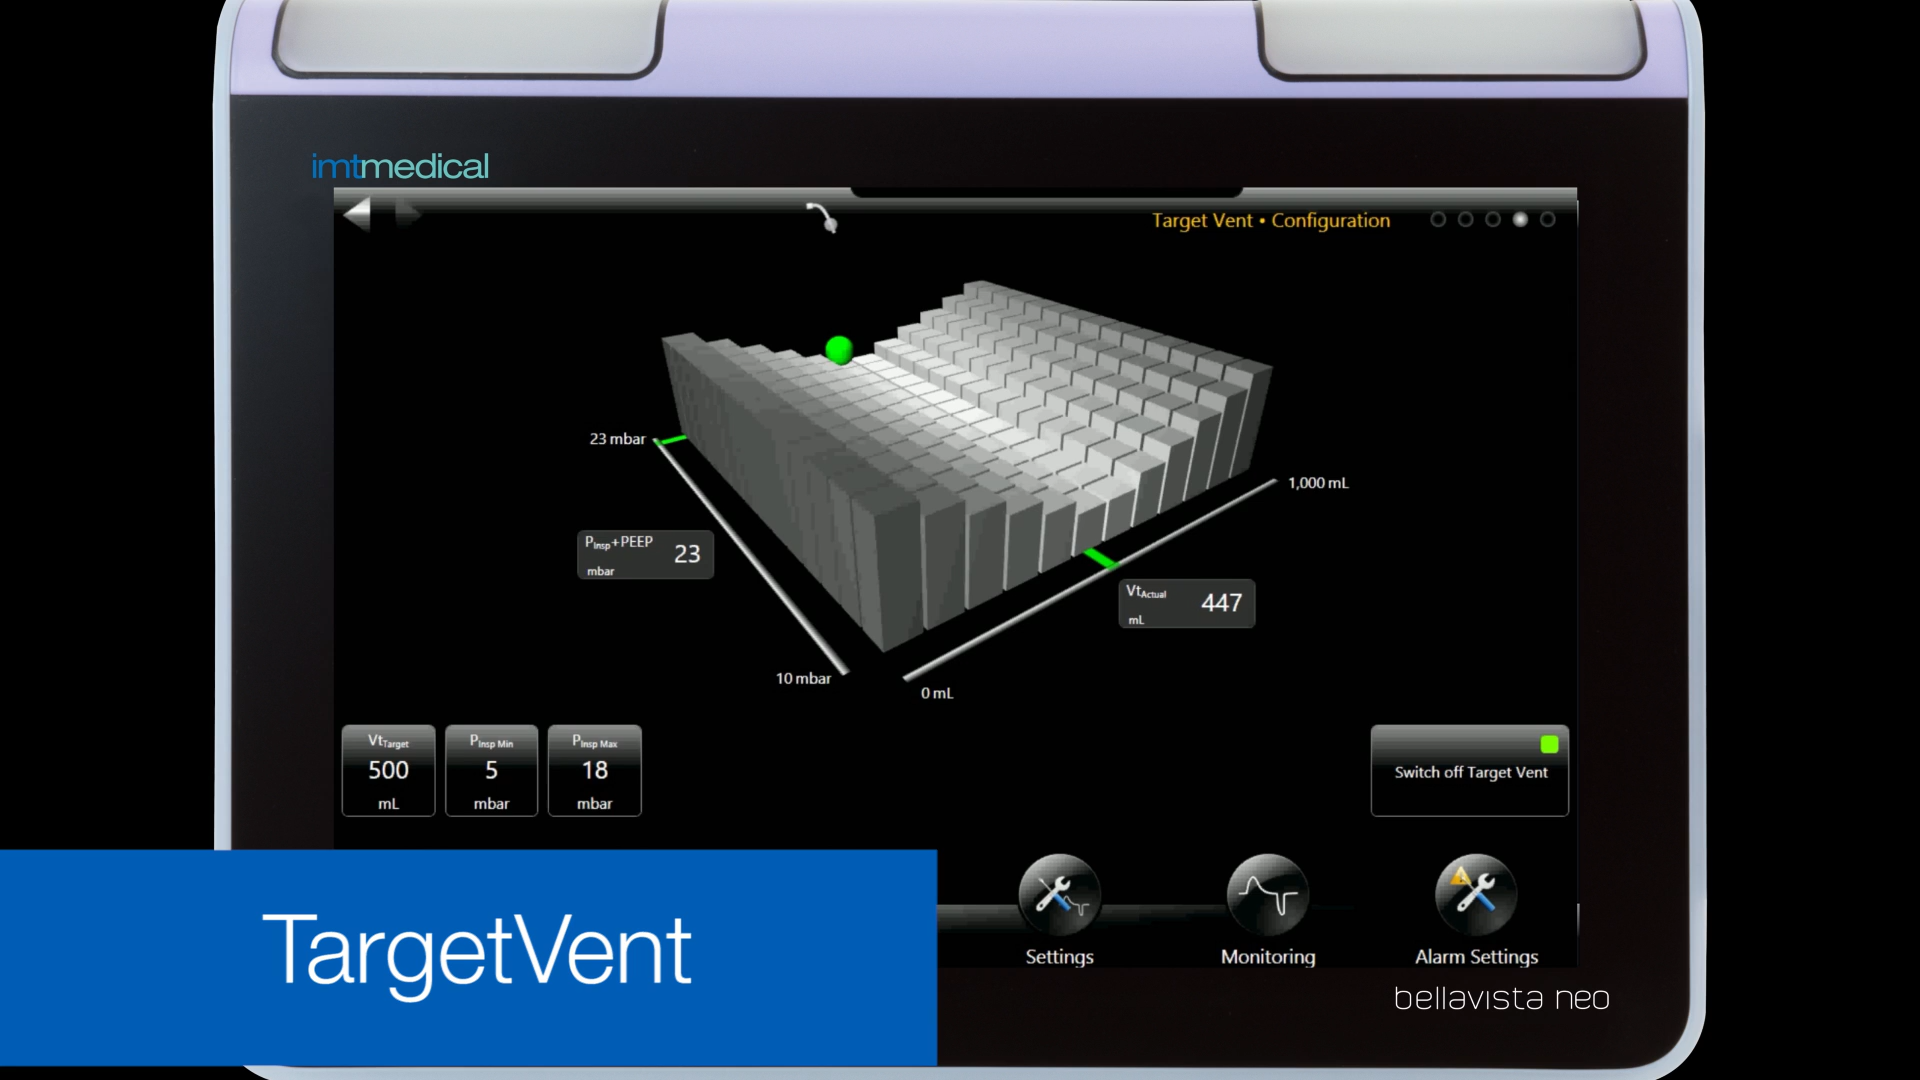 imtmedical
Target Vent • Configuration
23 mbar
1,000 mL
PInsp+PEEP
23
mbar
VtActual
447
mL
10 mbar
0 mL
VtTarget
500
mL
PInsp Min
5
mbar
PInsp Max
18
mbar
Switch off Target Vent
TargetVent
Settings
Monitoring
Alarm Settings
bellavista neo